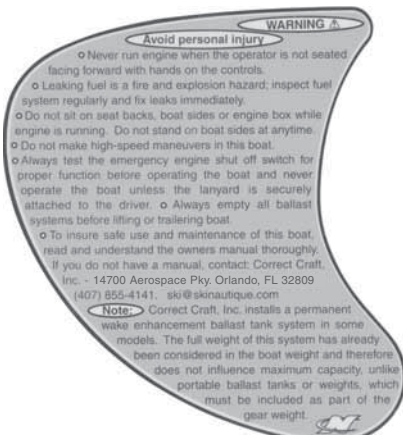 WARNING ⚠
Avoid personal injury
o Never run engine when the operator is not seated
facing forward with hands on the controls.
o Leaking fuel is a fire and explosion hazard; inspect fuel
system regularly and fix leaks immediately.
o Do not sit on seat backs, boat sides or engine box while
engine is running. Do not stand on boat sides at anytime.
o Do not make high-speed maneuvers in this boat.
o Always test the emergency engine shut off switch for
proper function before operating the boat and never
operate the boat unless the lanyard is securely
attached to the driver. o Always empty all ballast
systems before lifting or trailering boat.
o To insure safe use and maintenance of this boat,
read and understand the owners manual thoroughly.
If you do not have a manual, contact: Correct Craft,
Inc. - 14700 Aerospace Pky. Orlando, FL 32809
(407) 855-4141, ski@skinautique.com
Note: Correct Craft, Inc. installs a permanent
wake enhancement ballast tank system in some
models. The full weight of this system has already
been considered in the boat weight and therefore
does not influence maximum capacity, unlike
portable ballast tanks or weights, which
must be included as part of the
gear weight.